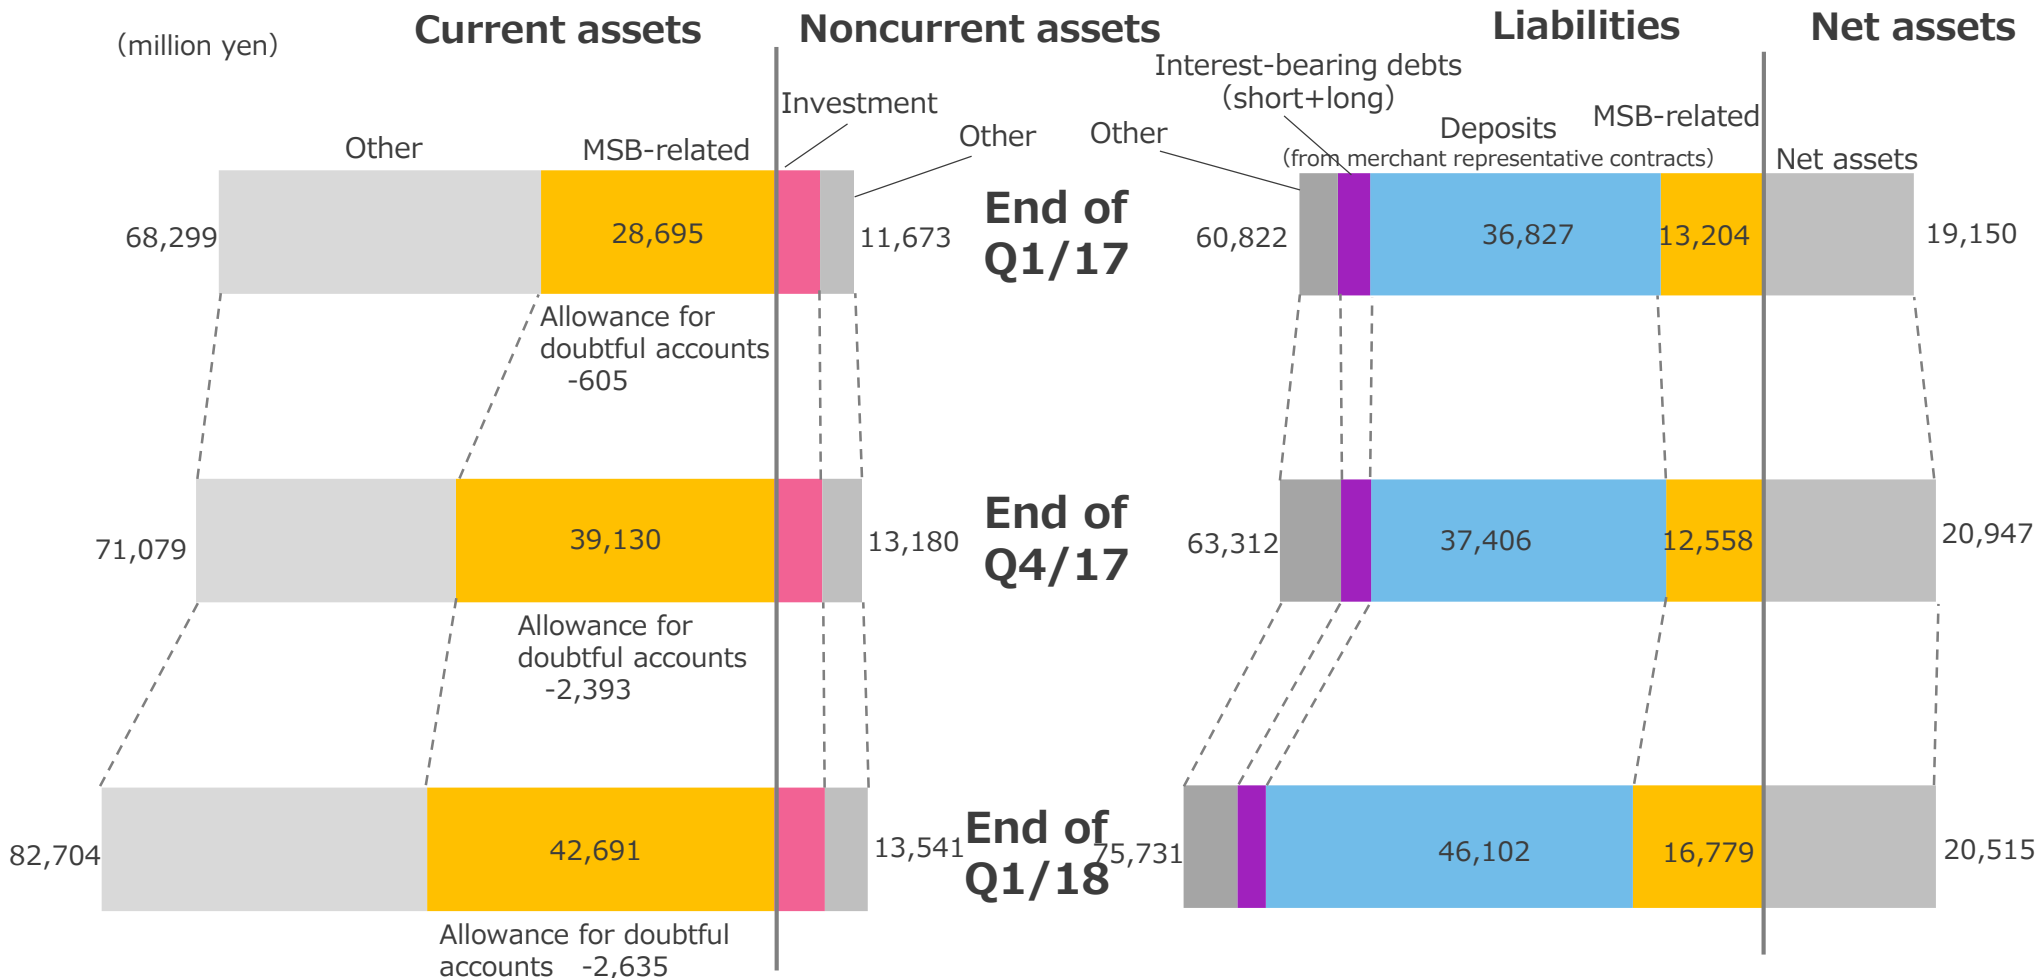 Current assets
Noncurrent assets
Liabilities
Net assets
(million yen)
Interest-bearing debts
(short+long)
Investment
Other
MSB-related
Other
Other
Deposits
(from merchant representative contracts)
MSB-related
Net assets
68,299
28,695
11,673
End of
Q1/17
60,822
36,827
13,204
19,150
Allowance for
doubtful accounts
-605
71,079
39,130
13,180
End of
Q4/17
63,312
37,406
12,558
20,947
Allowance for
doubtful accounts
-2,393
82,704
42,691
13,541
End of
Q1/18
75,731
46,102
16,779
20,515
Allowance for doubtful
accounts -2,635